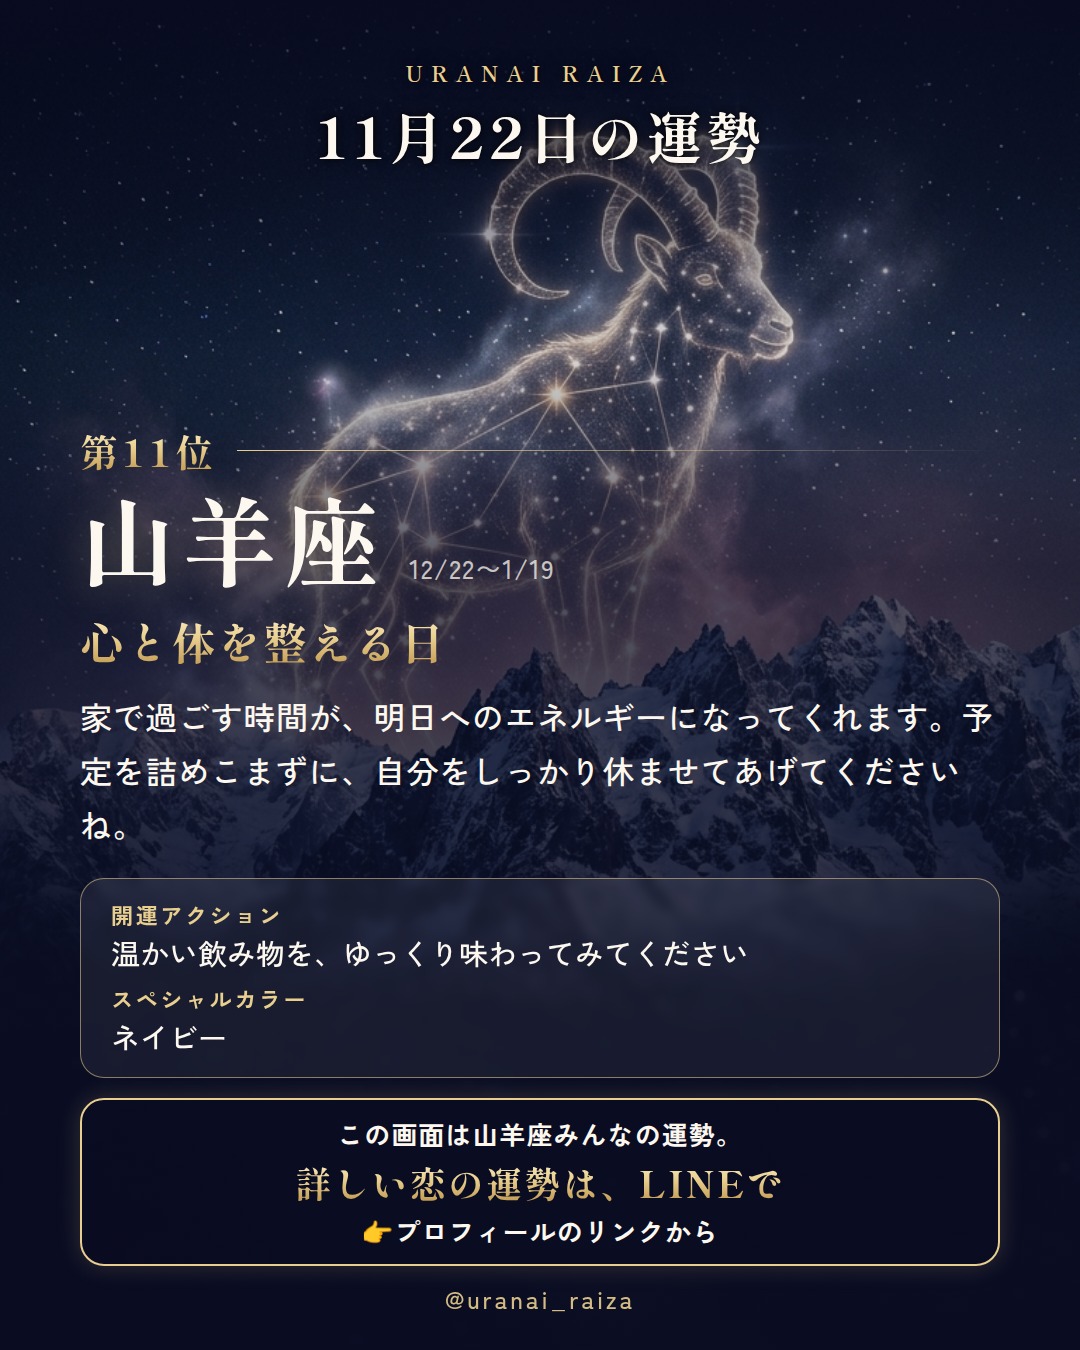 URANAI RAIZA
11月22日の運勢
第11位
山羊座 12/22〜1/19
心と体を整える日
家で過ごす時間が、明日へのエネルギーになってくれます。予
定を詰めこまずに、自分をしっかり休ませてあげてください
ね。
開運アクション
温かい飲み物を、ゆっくり味わってみてください
スペシャルカラー
ネイビー
この画面は山羊座みんなの運勢。
詳しい恋の運勢は、LINEで
👉プロフィールのリンクから
@uranai_raiza